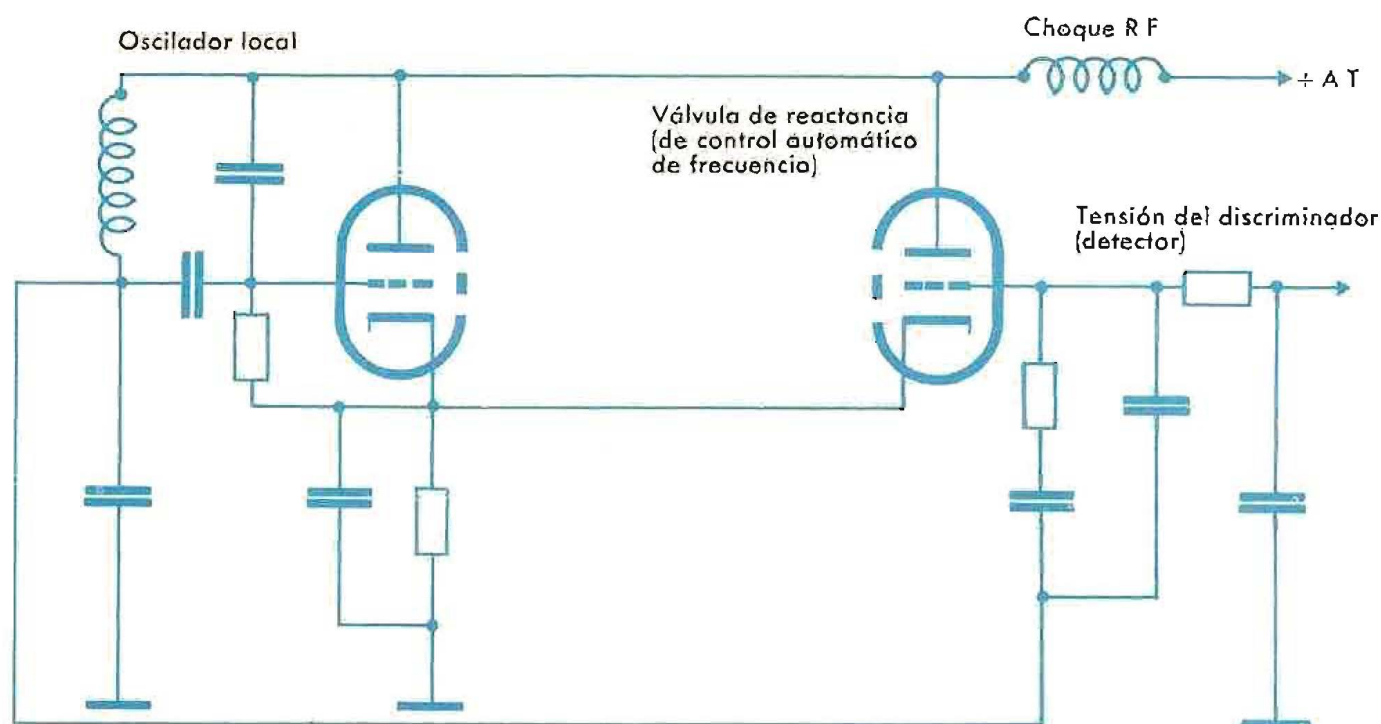 Oscilador local
Choque R F
+ A T
Válvula de reactancia
(de control automático
de frecuencia)
Tensión del discriminador
(detector)